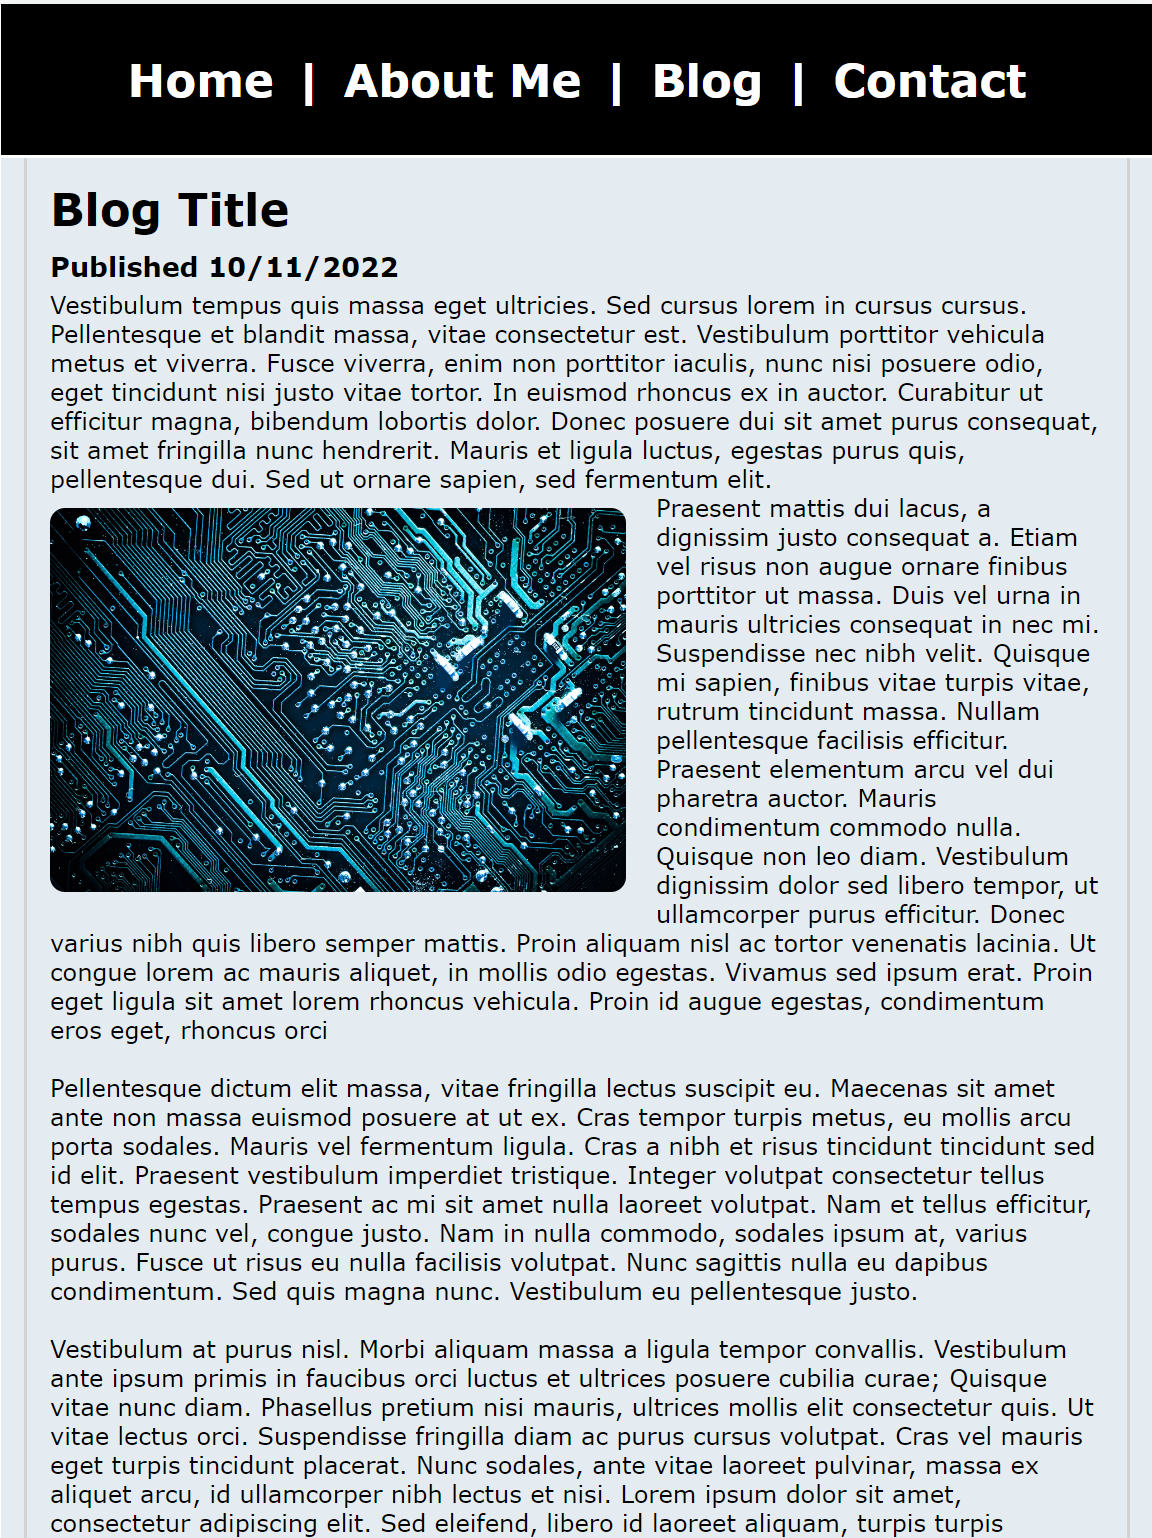 Home | About Me | Blog | Contact
Blog Title
Published 10/11/2022
Vestibulum tempus quis massa eget ultricies. Sed cursus lorem in cursus cursus.
Pellentesque et blandit massa, vitae consectetur est. Vestibulum porttitor vehicula
metus et viverra. Fusce viverra, enim non porttitor iaculis, nunc nisi posuere odio,
eget tincidunt nisi justo vitae tortor. In euismod rhoncus ex in auctor. Curabitur ut
efficitur magna, bibendum lobortis dolor. Donec posuere dui sit amet purus consequat,
sit amet fringilla nunc hendrerit. Mauris et ligula luctus, egestas purus quis,
pellentesque dui. Sed ut ornare sapien, sed fermentum elit.
Praesent mattis dui lacus, a
dignissim justo consequat a. Etiam
vel risus non augue ornare finibus
porttitor ut massa. Duis vel urna in
mauris ultricies consequat in nec mi.
Suspendisse nec nibh velit. Quisque
mi sapien, finibus vitae turpis vitae,
rutrum tincidunt massa. Nullam
pellentesque facilisis efficitur.
Praesent elementum arcu vel dui
pharetra auctor. Mauris
condimentum commodo nulla.
Quisque non leo diam. Vestibulum
dignissim dolor sed libero tempor, ut
ullamcorper purus efficitur. Donec
varius nibh quis libero semper mattis. Proin aliquam nisl ac tortor venenatis lacinia. Ut
congue lorem ac mauris aliquet, in mollis odio egestas. Vivamus sed ipsum erat. Proin
eget ligula sit amet lorem rhoncus vehicula. Proin id augue egestas, condimentum
eros eget, rhoncus orci
Pellentesque dictum elit massa, vitae fringilla lectus suscipit eu. Maecenas sit amet
ante non massa euismod posuere at ut ex. Cras tempor turpis metus, eu mollis arcu
porta sodales. Mauris vel fermentum ligula. Cras a nibh et risus tincidunt tincidunt sed
id elit. Praesent vestibulum imperdiet tristique. Integer volutpat consectetur tellus
tempus egestas. Praesent ac mi sit amet nulla laoreet volutpat. Nam et tellus efficitur,
sodales nunc vel, congue justo. Nam in nulla commodo, sodales ipsum at, varius
purus. Fusce ut risus eu nulla facilisis volutpat. Nunc sagittis nulla eu dapibus
condimentum. Sed quis magna nunc. Vestibulum eu pellentesque justo.
Vestibulum at purus nisl. Morbi aliquam massa a ligula tempor convallis. Vestibulum
ante ipsum primis in faucibus orci luctus et ultrices posuere cubilia curae; Quisque
vitae nunc diam. Phasellus pretium nisi mauris, ultrices mollis elit consectetur quis. Ut
vitae lectus orci. Suspendisse fringilla diam ac purus cursus volutpat. Cras vel mauris
eget turpis tincidunt placerat. Nunc sodales, ante vitae laoreet pulvinar, massa ex
aliquet arcu, id ullamcorper nibh lectus et nisi. Lorem ipsum dolor sit amet,
consectetur adipiscing elit. Sed eleifend, libero id laoreet aliquam, turpis turpis